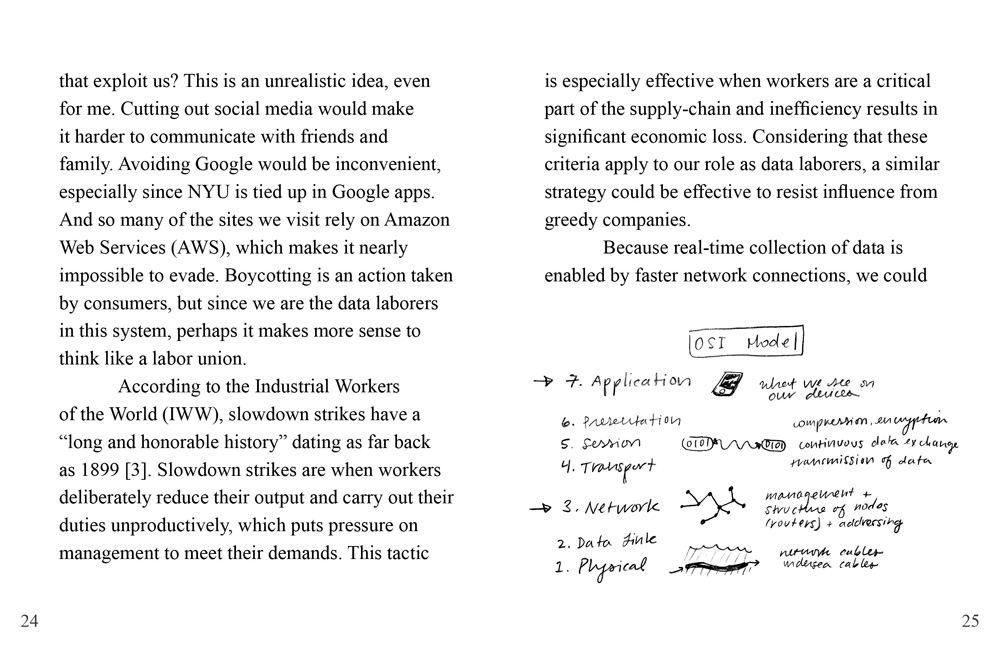 that exploit us? This is an unrealistic idea, even
for me. Cutting out social media would make
it harder to communicate with friends and
family. Avoiding Google would be inconvenient,
especially since NYU is tied up in Google apps.
And so many of the sites we visit rely on Amazon
Web Services (AWS), which makes it nearly
impossible to evade. Boycotting is an action taken
by consumers, but since we are the data laborers
in this system, perhaps it makes more sense to
think like a labor union.
According to the Industrial Workers
of the World (IWW), slowdown strikes have a
“long and honorable history” dating as far back
as 1899 [3]. Slowdown strikes are when workers
deliberately reduce their output and carry out their
duties unproductively, which puts pressure on
management to meet their demands. This tactic
24
is especially effective when workers are a critical
part of the supply-chain and inefficiency results in
significant economic loss. Considering that these
criteria apply to our role as data laborers, a similar
strategy could be effective to resist influence from
greedy companies.
Because real-time collection of data is
enabled by faster network connections, we could
OSI Model
→ 7. Application what we see on
our devices
6. Presentation compression, encryption
5. Session 0101 0101 continuous data exchange
4. Transport transmission of data
→ 3. Network management +
structure of nodes
(routers) + addressing
2. Data Link network cables
1. Physical undersea cables
25